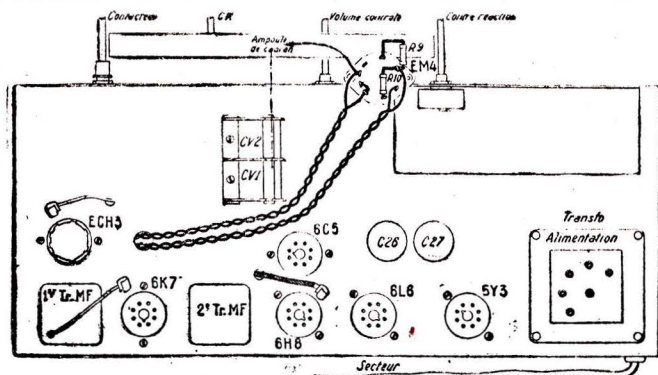 Contacteur CV Volume contrôle Contre réaction
Ampoule de cadran
R9
EM4
R10
CV2
CV1
ECH3
6C5
C26 C27
Transfo
Alimentation
1er Tr. MF
6K7
2e Tr. MF
6H8
6L6
5Y3
Secteur